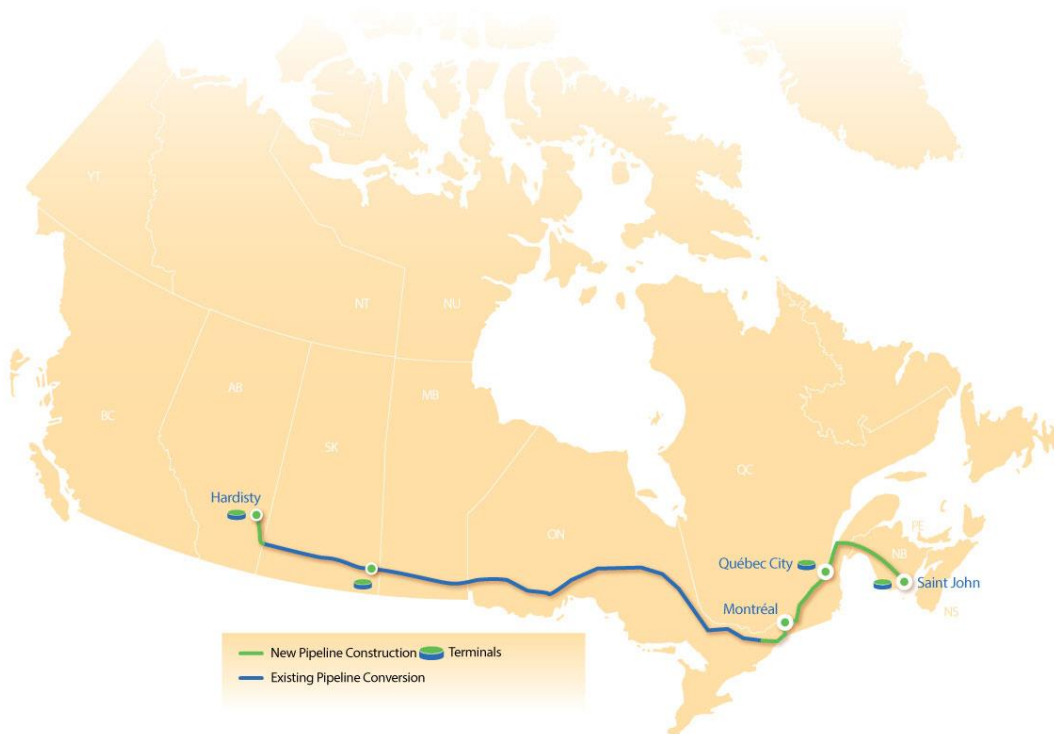 YT
NT
NU
BC
AB
SK
MB
ON
QC
PE
NB
NS
Hardisty
Québec City
Montréal
Saint John
New Pipeline Construction
Terminals
Existing Pipeline Conversion